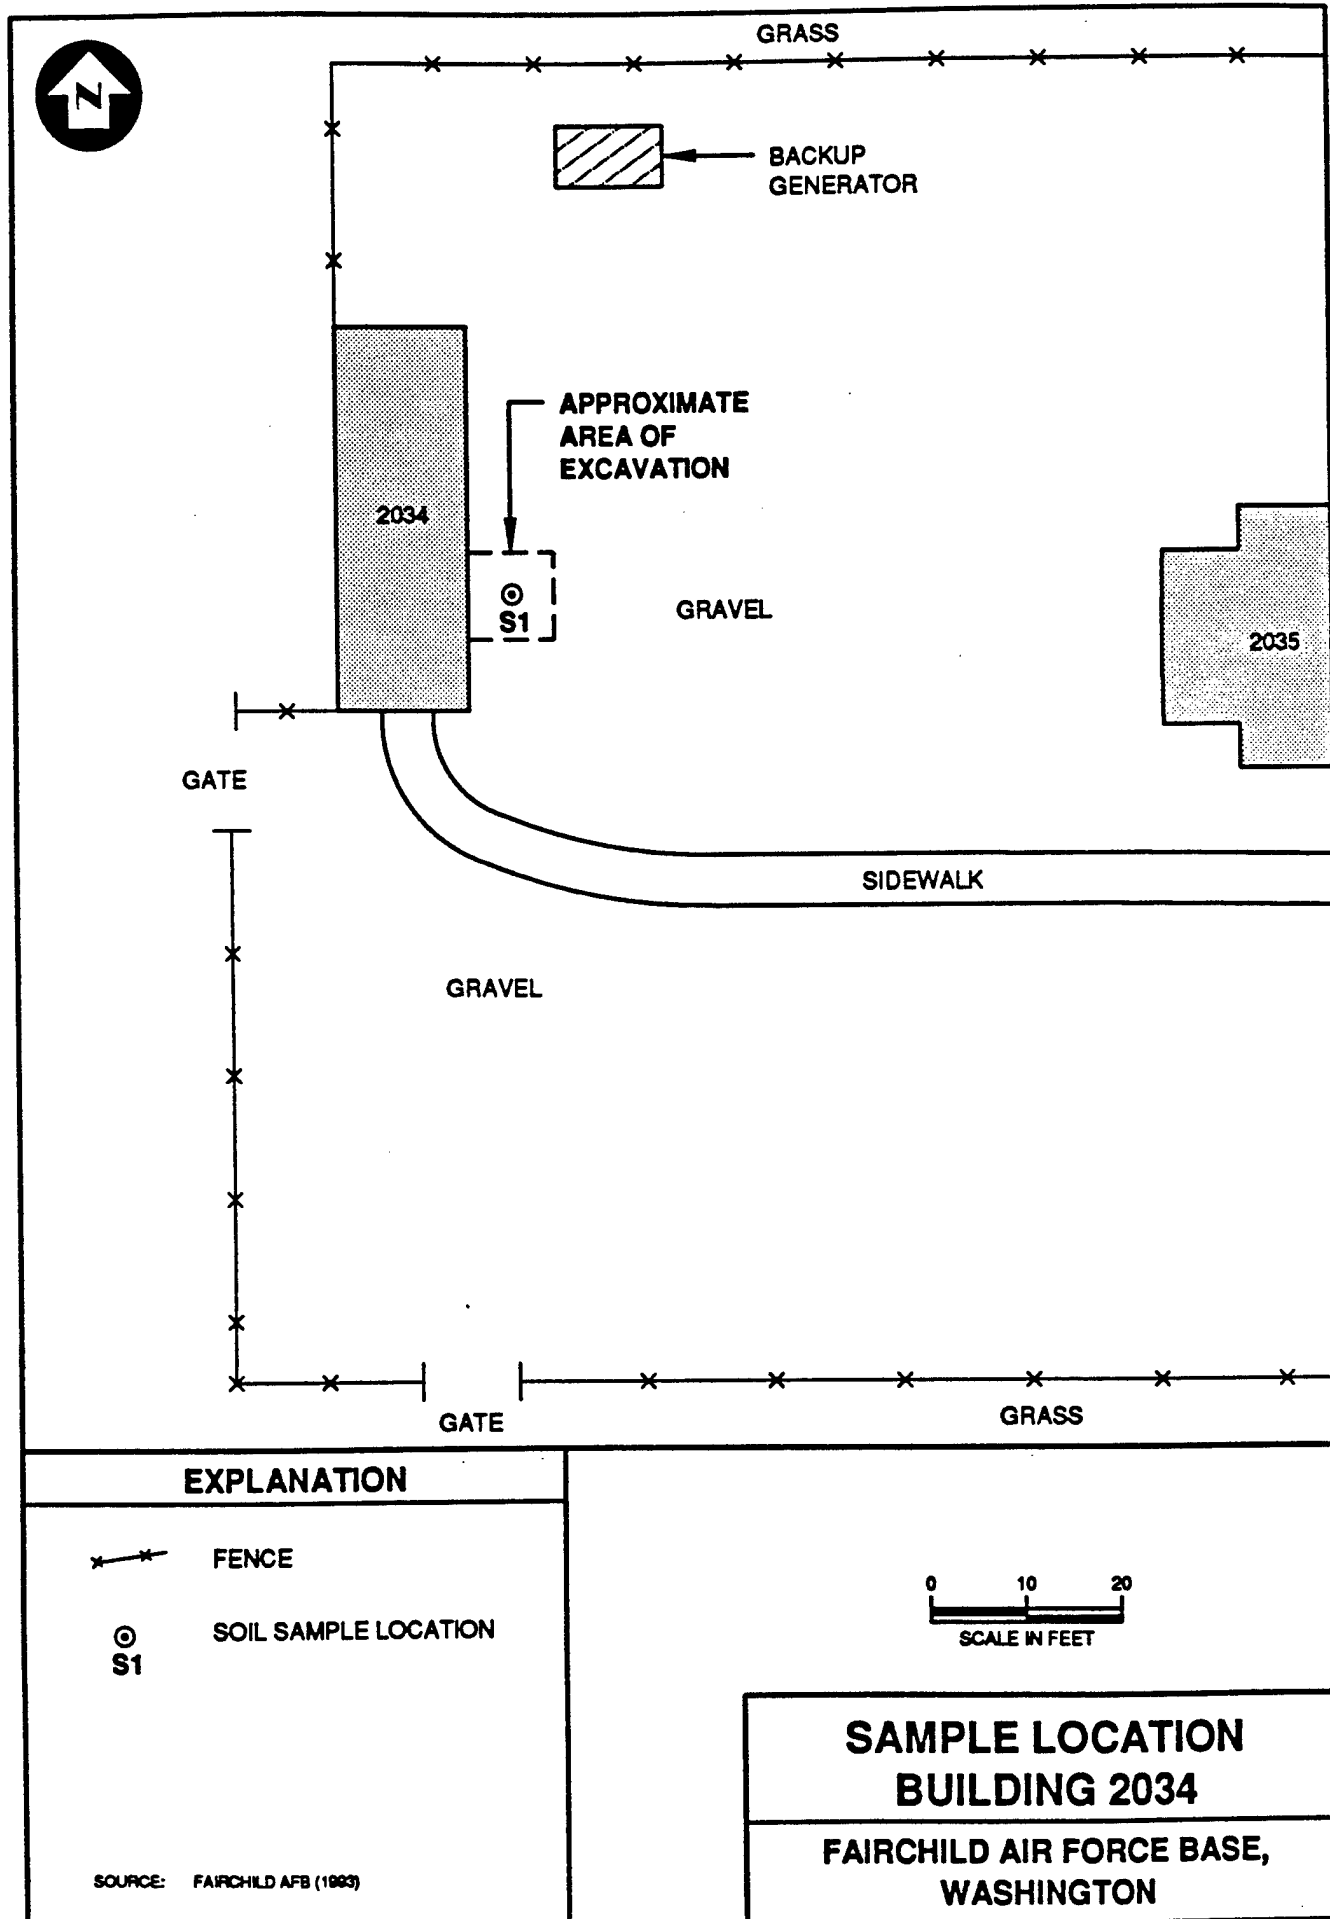 GRASS
N
BACKUP
GENERATOR
APPROXIMATE
AREA OF
EXCAVATION
2034
S1
GRAVEL
2035
GATE
SIDEWALK
GRAVEL
GATE
GRASS
EXPLANATION
FENCE
SOIL SAMPLE LOCATION
S1
0 10 20
SCALE IN FEET
SAMPLE LOCATION
BUILDING 2034
FAIRCHILD AIR FORCE BASE,
WASHINGTON
SOURCE: FAIRCHILD AFB (1993)